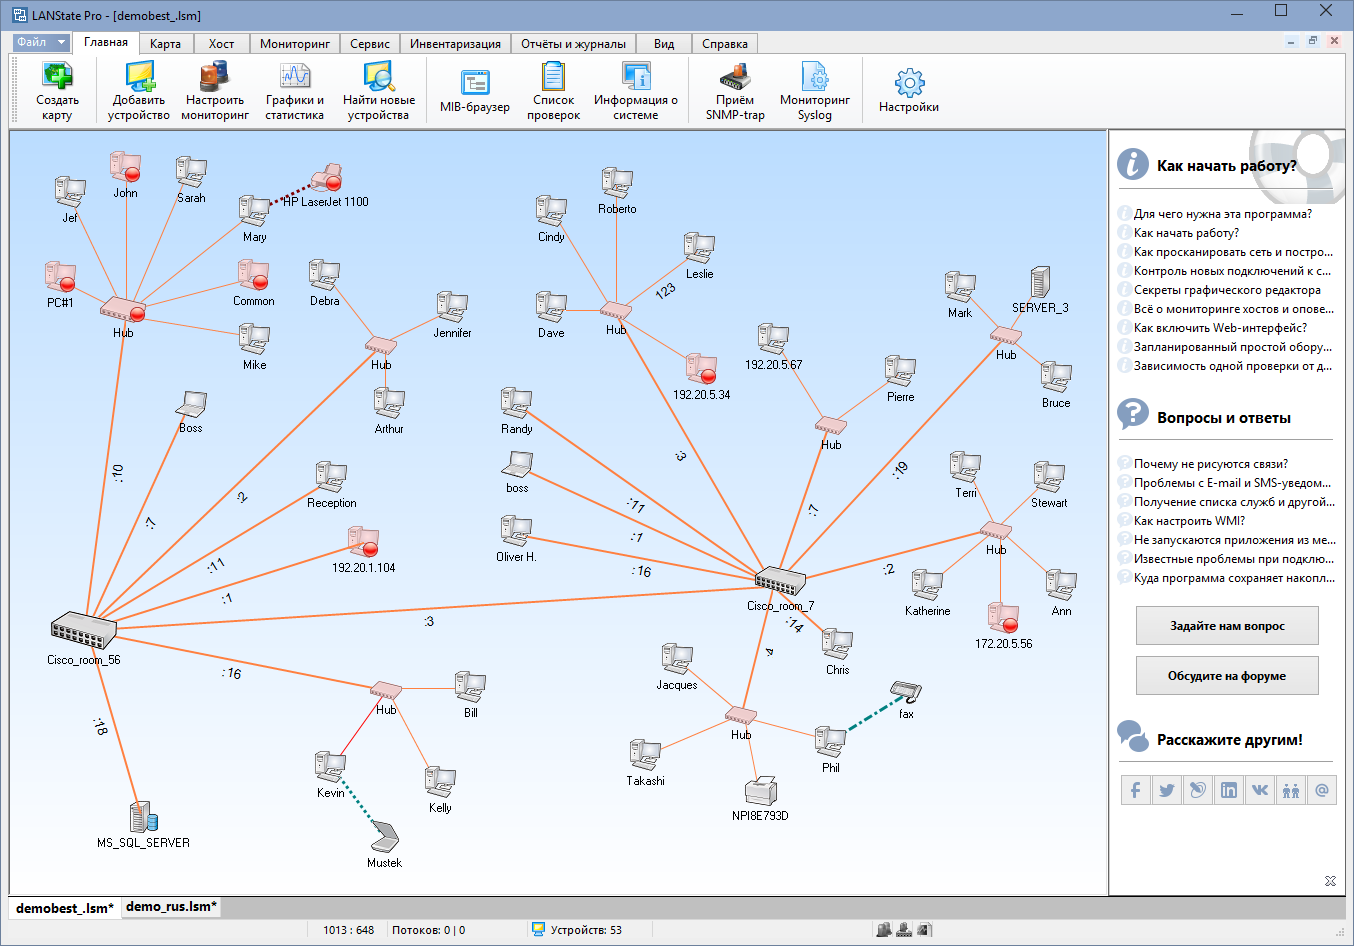 LANState Pro - [demobest_.lsm]
Файл
Главная
Карта
Хост
Мониторинг
Сервис
Инвентаризация
Отчёты и журналы
Вид
Справка
Создать
карту
Добавить
устройство
Настроить
мониторинг
Графики и
статистика
Найти новые
устройства
MIB-браузер
Список
проверок
Информация о
системе
Приём
SNMP-trap
Мониторинг
Syslog
Настройки
Jef
John
Sarah
HP LaserJet 1100
Mary
PC#1
Common
Hub
Mike
Debra
Jennifer
Hub
Arthur
Boss
Reception
192.20.1.104
:10
:7
:2
:11
:1
:3
:16
:18
Cisco_room_56
MS_SQL_SERVER
Hub
Bill
Kevin
Kelly
Mustek
Roberto
Cindy
Leslie
123
Dave
Hub
192.20.5.34
192.20.5.67
Pierre
Hub
Mark
SERVER_3
Hub
Bruce
Randy
boss
Oliver H.
:3
:11
:1
:16
:7
:19
:2
:14
:4
Cisco_room_7
Terri
Stewart
Hub
Katherine
Ann
172.20.5.56
Chris
Jacques
Hub
Takashi
NPI8E793D
Phil
fax
Как начать работу?
Для чего нужна эта программа?
Как начать работу?
Как просканировать сеть и постро...
Контроль новых подключений к с...
Секреты графического редактора
Всё о мониторинге хостов и опове...
Как включить Web-интерфейс?
Запланированный простой обору...
Зависимость одной проверки от д...
Вопросы и ответы
Почему не рисуются связи?
Проблемы с E-mail и SMS-уведом...
Получение списка служб и другой...
Как настроить WMI?
Не запускаются приложения из ме...
Известные проблемы при подклю...
Куда программа сохраняет накопл...
Задайте нам вопрос
Обсудите на форуме
Расскажите другим!
demobest_.lsm*
demo_rus.lsm*
1013 : 648
Потоков: 0 | 0
Устройств: 53